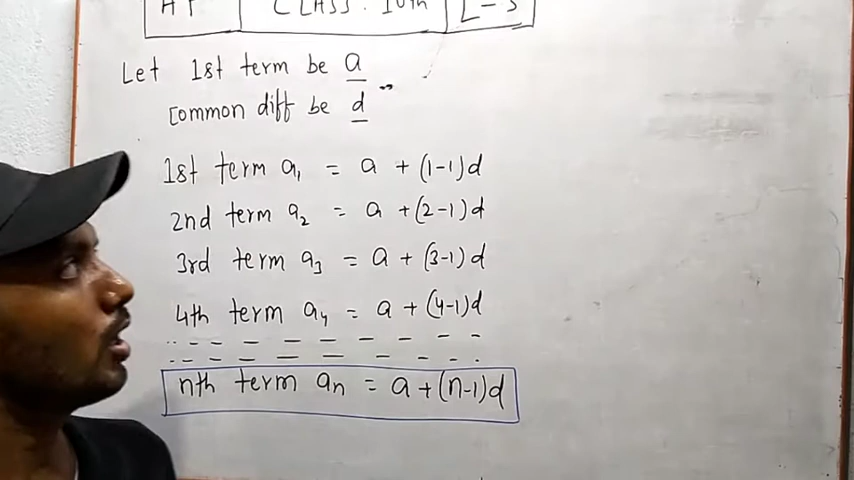 AP CLASS: 10th L-3
Let 1st term be a
Common diff be d
1st term a₁ = a + (1-1)d
2nd term a₂ = a + (2-1)d
3rd term a₃ = a + (3-1)d
4th term a₄ = a + (4-1)d
nth term aₙ = a + (n-1)d